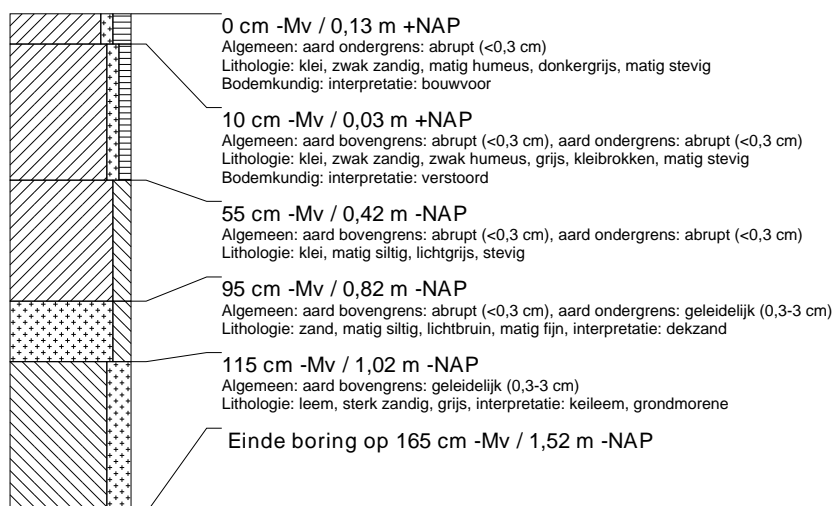 0 cm -Mv / 0,13 m +NAP
Algemeen: aard ondergrens: abrupt (<0,3 cm)
Lithologie: klei, zwak zandig, matig humeus, donkergrijs, matig stevig
Bodemkundig: interpretatie: bouwvoor
10 cm -Mv / 0,03 m +NAP
Algemeen: aard bovengrens: abrupt (<0,3 cm), aard ondergrens: abrupt (<0,3 cm)
Lithologie: klei, zwak zandig, zwak humeus, grijs, kleibrokken, matig stevig
Bodemkundig: interpretatie: verstoord
55 cm -Mv / 0,42 m -NAP
Algemeen: aard bovengrens: abrupt (<0,3 cm), aard ondergrens: abrupt (<0,3 cm)
Lithologie: klei, matig siltig, lichtgrijs, stevig
95 cm -Mv / 0,82 m -NAP
Algemeen: aard bovengrens: abrupt (<0,3 cm), aard ondergrens: geleidelijk (0,3-3 cm)
Lithologie: zand, matig siltig, lichtbruin, matig fijn, interpretatie: dekzand
115 cm -Mv / 1,02 m -NAP
Algemeen: aard bovengrens: geleidelijk (0,3-3 cm)
Lithologie: leem, sterk zandig, grijs, interpretatie: keileem, grondmorene
Einde boring op 165 cm -Mv / 1,52 m -NAP